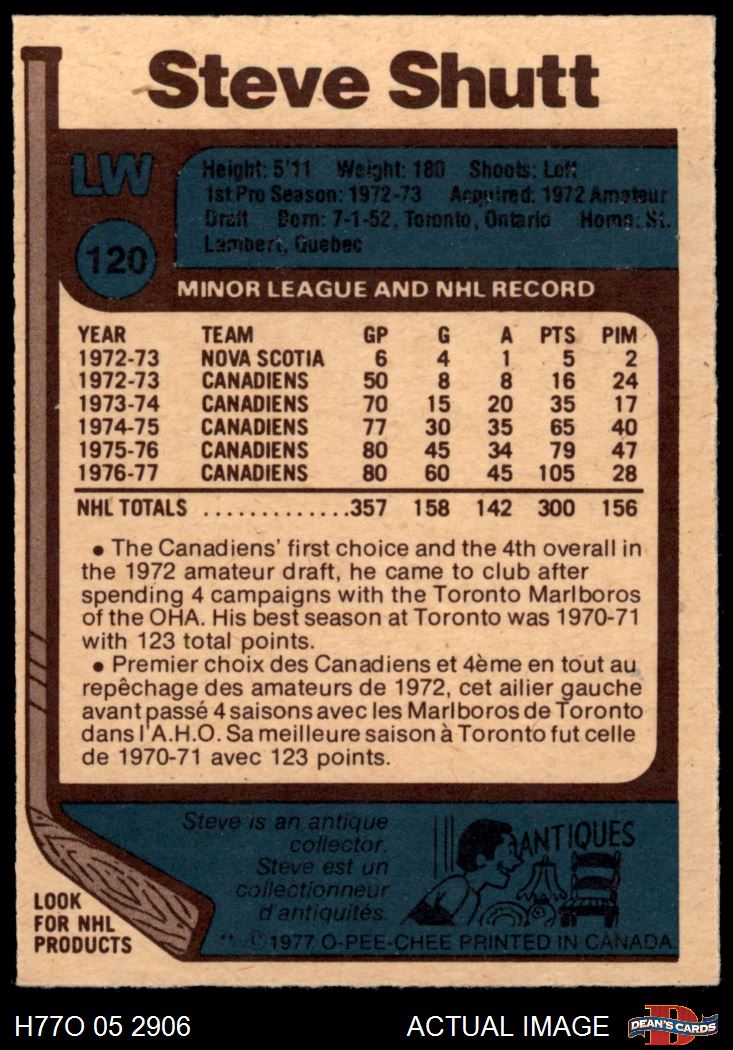 Steve Shutt
LW
120
Height: 5'11 Weight: 180 Shoots: Left
1st Pro Season: 1972-73 Acquired: 1972 Amateur
Draft Born: 7-1-52, Toronto, Ontario Home: St.
Lambert, Quebec
MINOR LEAGUE AND NHL RECORD
YEAR TEAM GP G A PTS PIM
1972-73 NOVA SCOTIA 6 4 1 5 2
1972-73 CANADIENS 50 8 8 16 24
1973-74 CANADIENS 70 15 20 35 17
1974-75 CANADIENS 77 30 35 65 40
1975-76 CANADIENS 80 45 34 79 47
1976-77 CANADIENS 80 60 45 105 28
NHL TOTALS .............357 158 142 300 156
• The Canadiens' first choice and the 4th overall in
the 1972 amateur draft, he came to club after
spending 4 campaigns with the Toronto Marlboros
of the OHA. His best season at Toronto was 1970-71
with 123 total points.
• Premier choix des Canadiens et 4ème en tout au
repêchage des amateurs de 1972, cet ailier gauche
avant passé 4 saisons avec les Marlboros de Toronto
dans l'A.H.O. Sa meilleure saison à Toronto fut celle
de 1970-71 avec 123 points.
Steve is an antique
collector.
Steve est un
collectionneur
d'antiquités.
ANTIQUES
LOOK
FOR NHL
PRODUCTS
** ©1977 O-PEE-CHEE PRINTED IN CANADA.
H77O 05 2906
ACTUAL IMAGE
D
DEAN'S CARDS